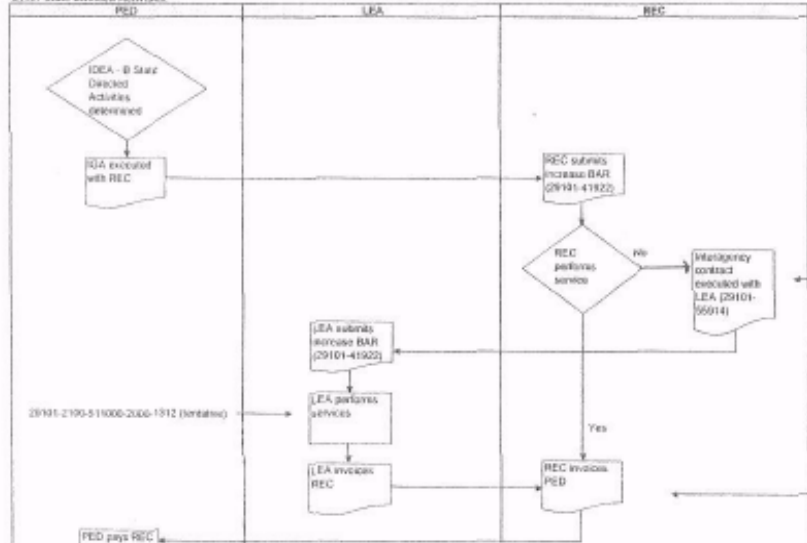 PED
LEA
REC
IDEA - B State
Directed
Activities
determined
IGA executed
with REC
REC submits
increase BAR
(29101-41922)
REC
performs
service
No
Interagency
contract
executed with
LEA (29101-
55914)
LEA submits
increase BAR
(29101-41922)
29101-2100-511000-2000-1312 (tentative)
LEA performs
services
Yes
LEA invoices
REC
REC invoices
PED
PED pays REC